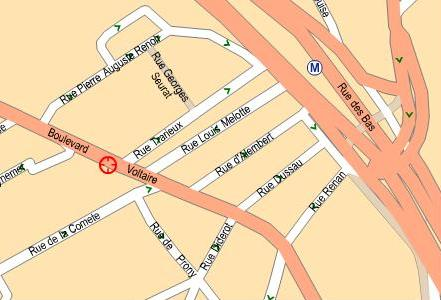 Rue Pierre Auguste Renoir
Rue Georges
Seurat
M
Rue des Bas
Boulevard
Voltaire
Rue Trarieux
Rue Louis Melotte
Rue d'Alembert
Rue Dussau
Rue Renan
Rue de la Comete
Rue de Prony
Rue Diderot